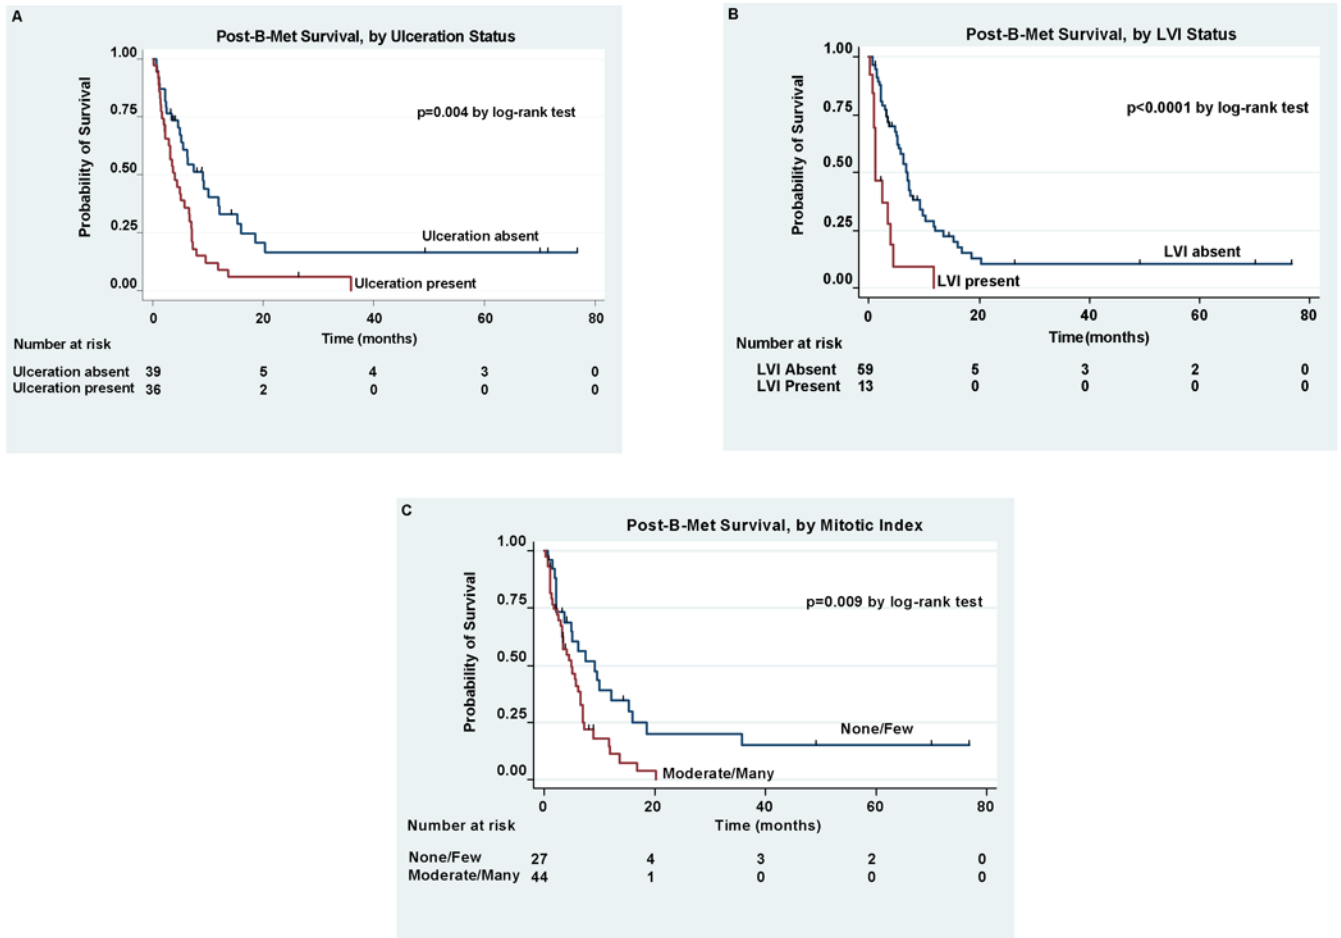 A
Post-B-Met Survival, by Ulceration Status
1.00
0.75
0.50
0.25
0.00
Probability of Survival
p=0.004 by log-rank test
Ulceration absent
Ulceration present
0 20 40 60 80
Time (months)
Number at risk
Ulceration absent 39 5 4 3 0
Ulceration present 36 2 0 0 0
B
Post-B-Met Survival, by LVI Status
1.00
0.75
0.50
0.25
0.00
Probability of Survival
p<0.0001 by log-rank test
LVI absent
LVI present
0 20 40 60 80
Time(months)
Number at risk
LVI Absent 59 5 3 2 0
LVI Present 13 0 0 0 0
C
Post-B-Met Survival, by Mitotic Index
1.00
0.75
0.50
0.25
0.00
Probability of Survival
p=0.009 by log-rank test
None/Few
Moderate/Many
0 20 40 60 80
Number at risk Time (months)
None/Few 27 4 3 2 0
Moderate/Many 44 1 0 0 0